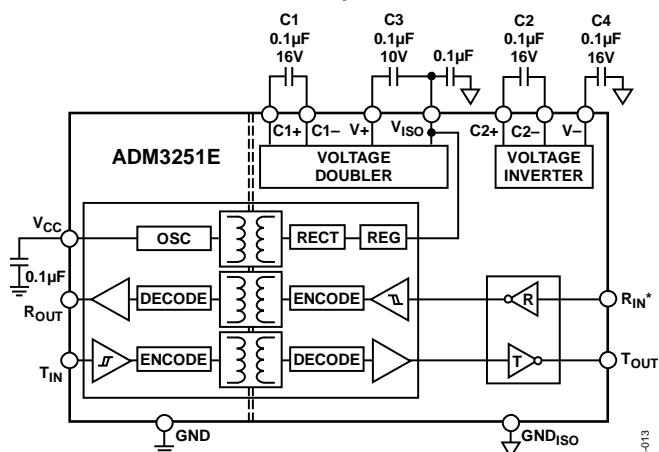 C1
0.1µF
16V
C3
0.1µF
10V
0.1µF
C2
0.1µF
16V
C4
0.1µF
16V
C1+
C1–
V+
VISO
C2+
C2–
V–
ADM3251E
VOLTAGE
DOUBLER
VOLTAGE
INVERTER
VCC
OSC
RECT
REG
0.1µF
ROUT
DECODE
ENCODE
R
RIN*
TIN
ENCODE
DECODE
T
TOUT
GND
GNDISO
-013